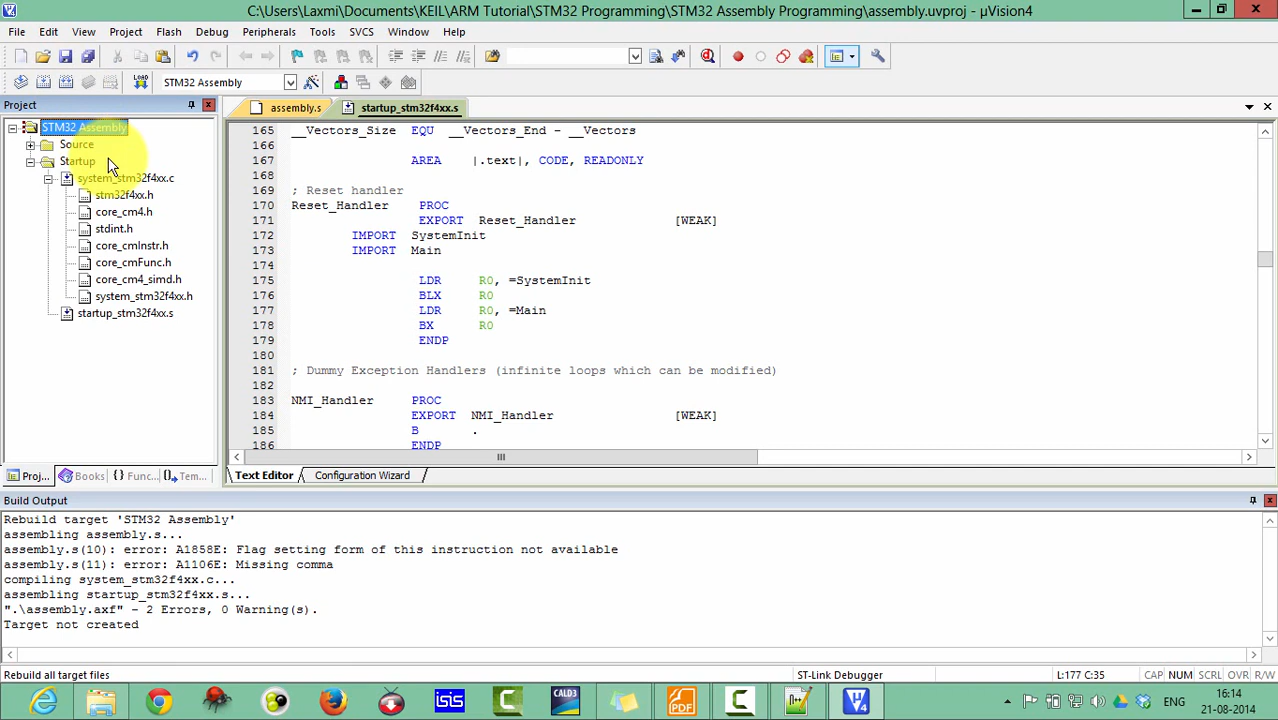 C:\Users\Laxmi\Documents\KEIL\ARM Tutorial\STM32 Programming\STM32 Assembly Programming\assembly.uvproj - µVision4
File Edit View Project Flash Debug Peripherals Tools SVCS Window Help
LOAD STM32 Assembly
Project
STM32 Assembly
Source
Startup
system_stm32f4xx.c
stm32f4xx.h
core_cm4.h
stdint.h
core_cmInstr.h
core_cmFunc.h
core_cm4_simd.h
system_stm32f4xx.h
startup_stm32f4xx.s
Proj... Books {} Func... Tem...
assembly.s startup_stm32f4xx.s
165 __Vectors_Size EQU __Vectors_End - __Vectors
166
167 AREA |.text|, CODE, READONLY
168
169 ; Reset handler
170 Reset_Handler PROC
171 EXPORT Reset_Handler [WEAK]
172 IMPORT SystemInit
173 IMPORT Main
174
175 LDR R0, =SystemInit
176 BLX R0
177 LDR R0, =Main
178 BX R0
179 ENDP
180
181 ; Dummy Exception Handlers (infinite loops which can be modified)
182
183 NMI_Handler PROC
184 EXPORT NMI_Handler [WEAK]
185 B .
186 ENDP
Text Editor Configuration Wizard
Build Output
Rebuild target 'STM32 Assembly'
assembling assembly.s...
assembly.s(10): error: A1858E: Flag setting form of this instruction not available
assembly.s(11): error: A1106E: Missing comma
compiling system_stm32f4xx.c...
assembling startup_stm32f4xx.s...
".\assembly.axf" - 2 Errors, 0 Warning(s).
Target not created
Rebuild all target files ST-Link Debugger L:177 C:35 CAP NUM SCRL OVR R/W
isis CALD3 PDF ENG 16:14
21-08-2014